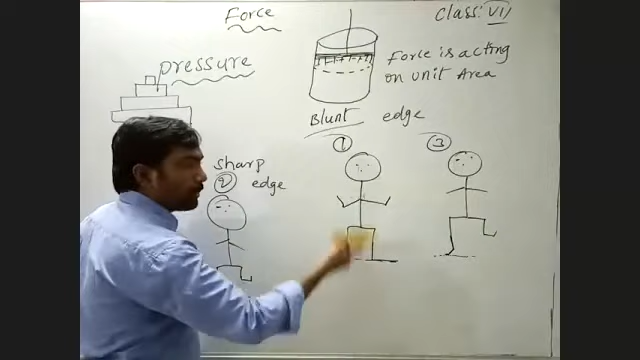 Force
Class: VII
pressure
Force is acting
on unit Area
Blunt edge
① ③
sharp
② edge